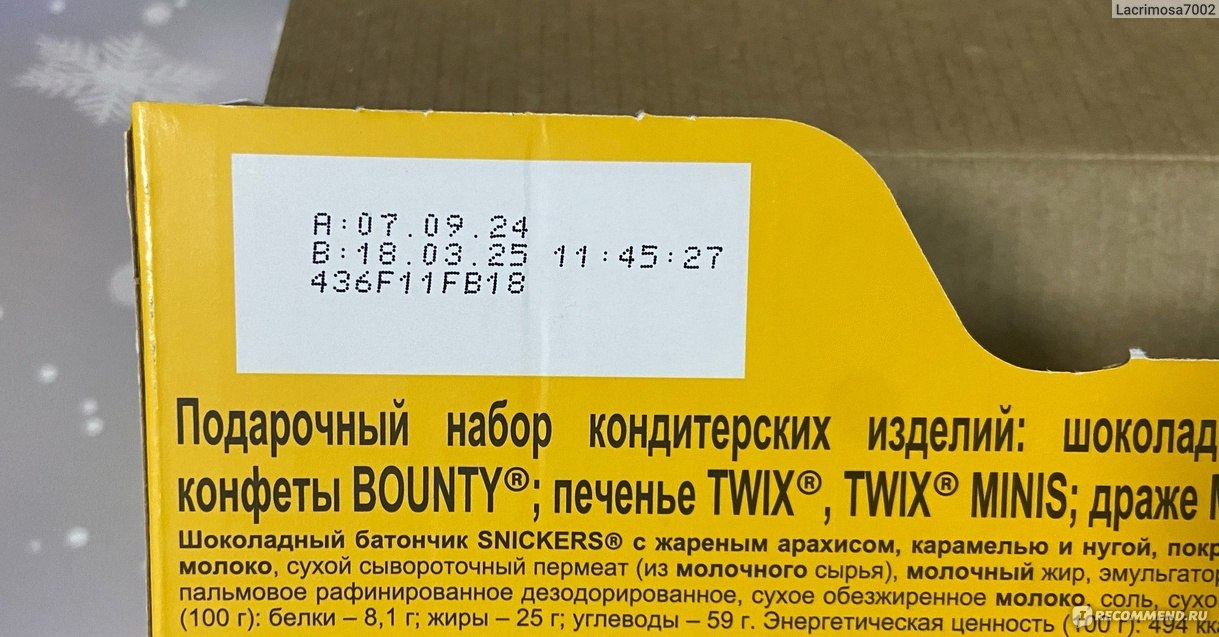 Lacrimosa7002
A:07.09.24
B:18.03.25 11:45:27
436F11FB18
Подарочный набор кондитерских изделий: шоколад
конфеты BOUNTY®; печенье TWIX®, TWIX® MINIS; драже
Шоколадный батончик SNICKERS® с жареным арахисом, карамелью и нугой,
молоко, сухой сывороточный пермеат (из молочного сырья), молочный жир,
пальмовое рафинированное дезодорированное, сухое обезжиренное молоко, соль,
(100 г): белки – 8,1 г; жиры – 25 г; углеводы – 59 г. Энергетическая ценность (100 г): 494
IRECOMMEND.RU